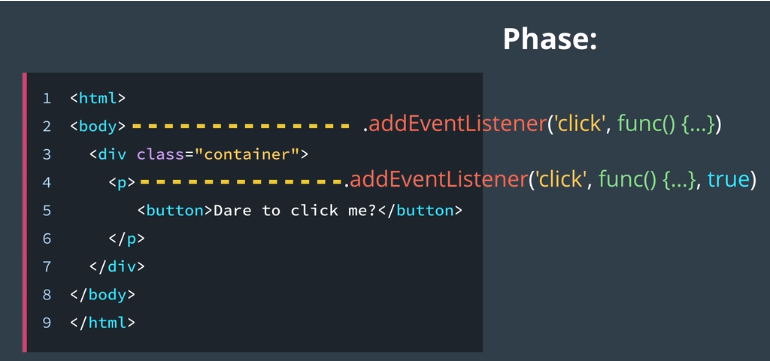 Phase:
1 <html>
2 <body> .addEventListener('click', func() {...})
3 <div class="container">
4 <p> .addEventListener('click', func() {...}, true)
5 <button>Dare to click me?</button>
6 </p>
7 </div>
8 </body>
9 </html>